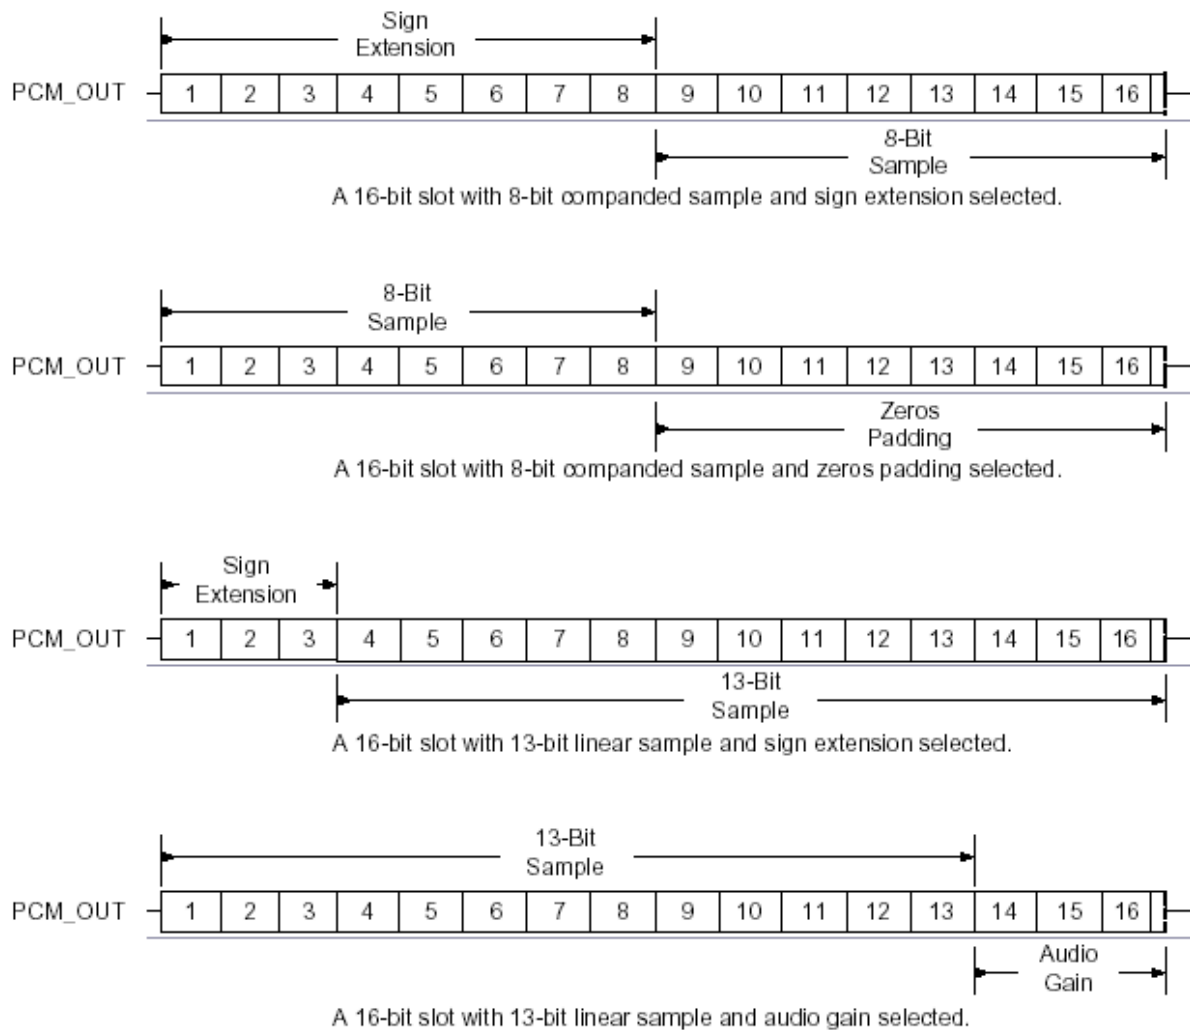 Sign
Extension
PCM_OUT 1 2 3 4 5 6 7 8 9 10 11 12 13 14 15 16
8-Bit
Sample
A 16-bit slot with 8-bit companded sample and sign extension selected.
8-Bit
Sample
PCM_OUT 1 2 3 4 5 6 7 8 9 10 11 12 13 14 15 16
Zeros
Padding
A 16-bit slot with 8-bit companded sample and zeros padding selected.
Sign
Extension
PCM_OUT 1 2 3 4 5 6 7 8 9 10 11 12 13 14 15 16
13-Bit
Sample
A 16-bit slot with 13-bit linear sample and sign extension selected.
13-Bit
Sample
PCM_OUT 1 2 3 4 5 6 7 8 9 10 11 12 13 14 15 16
Audio
Gain
A 16-bit slot with 13-bit linear sample and audio gain selected.